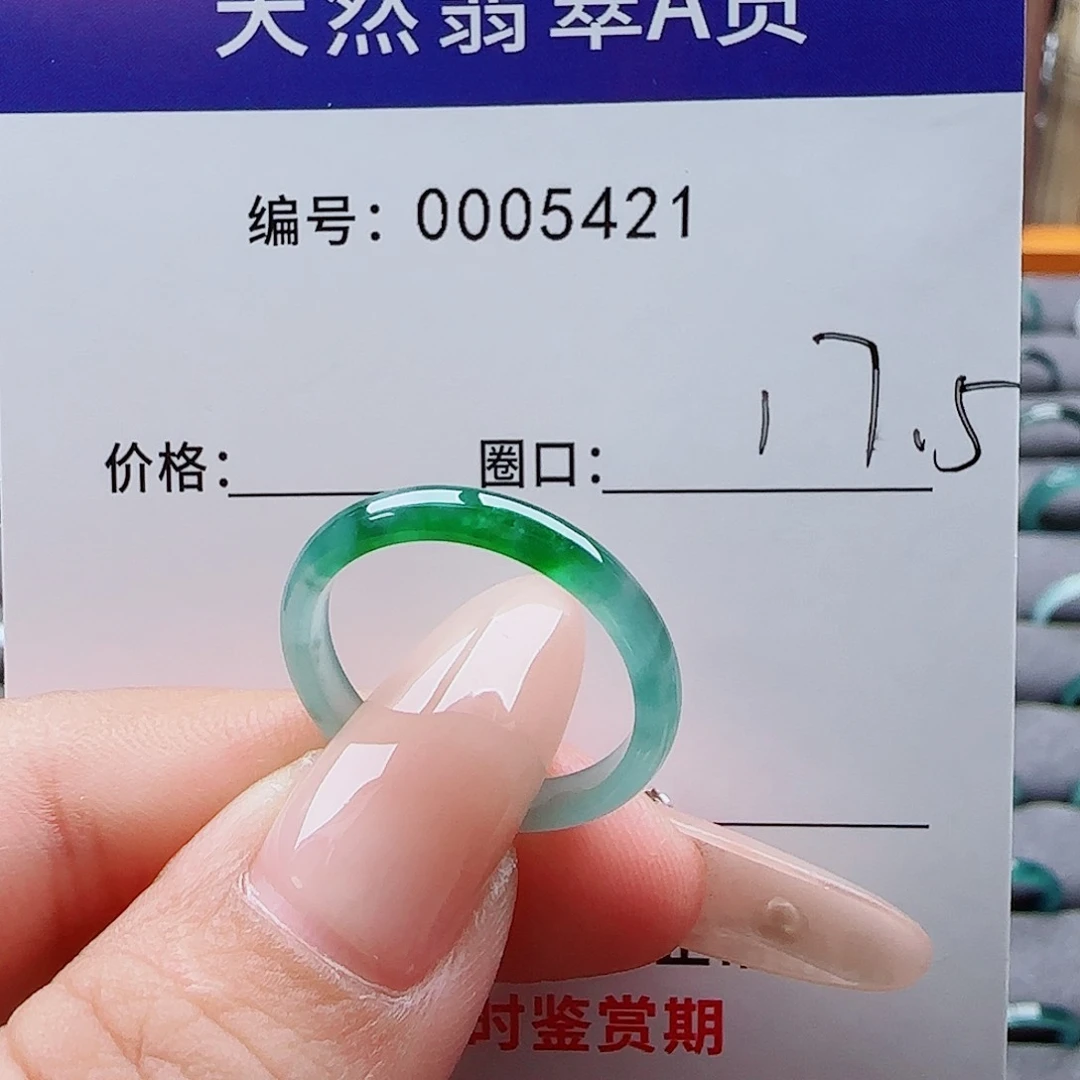 天然翡翠A货
编号：0005421
价格： 圈口： 17.5
时鉴赏期